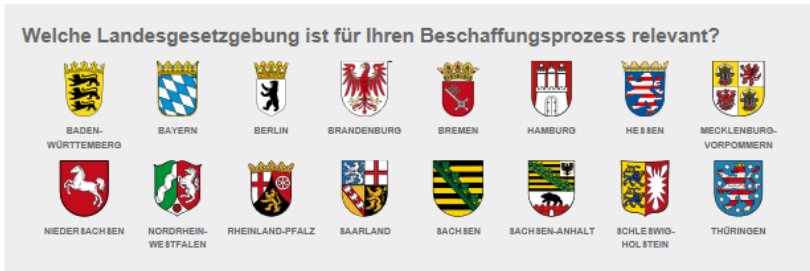 Welche Landesgesetzgebung ist für Ihren Beschaffungsprozess relevant?
BADEN-
WÜRTTEMBERG
BAYERN
BERLIN
BRANDENBURG
BREMEN
HAMBURG
HESSEN
MECKLENBURG-
VORPOMMERN
NIEDERSACHSEN
NORDRHEIN-
WESTFALEN
RHEINLAND-PFALZ
SAARLAND
SACHSEN
SACHSEN-ANHALT
SCHLESWIG-
HOLSTEIN
THÜRINGEN